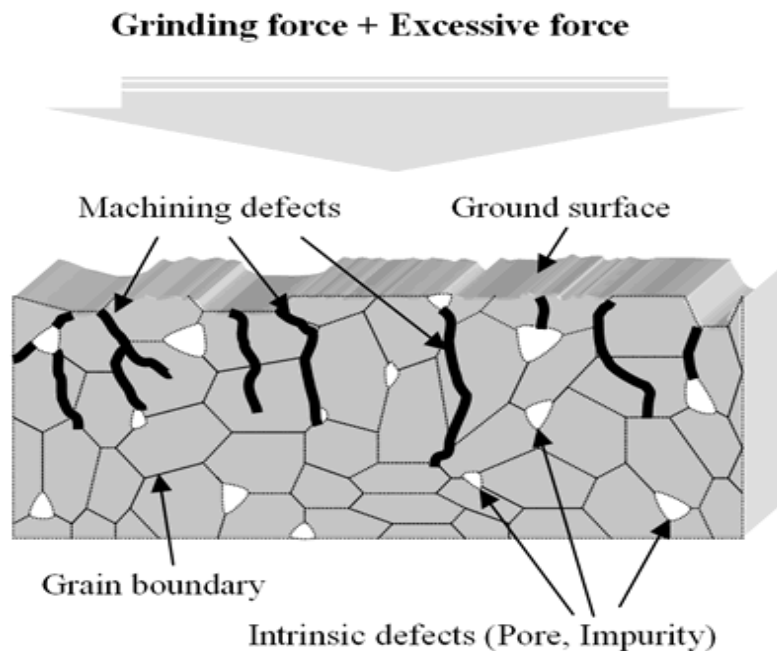 Grinding force + Excessive force
Machining defects
Ground surface
Grain boundary
Intrinsic defects (Pore, Impurity)